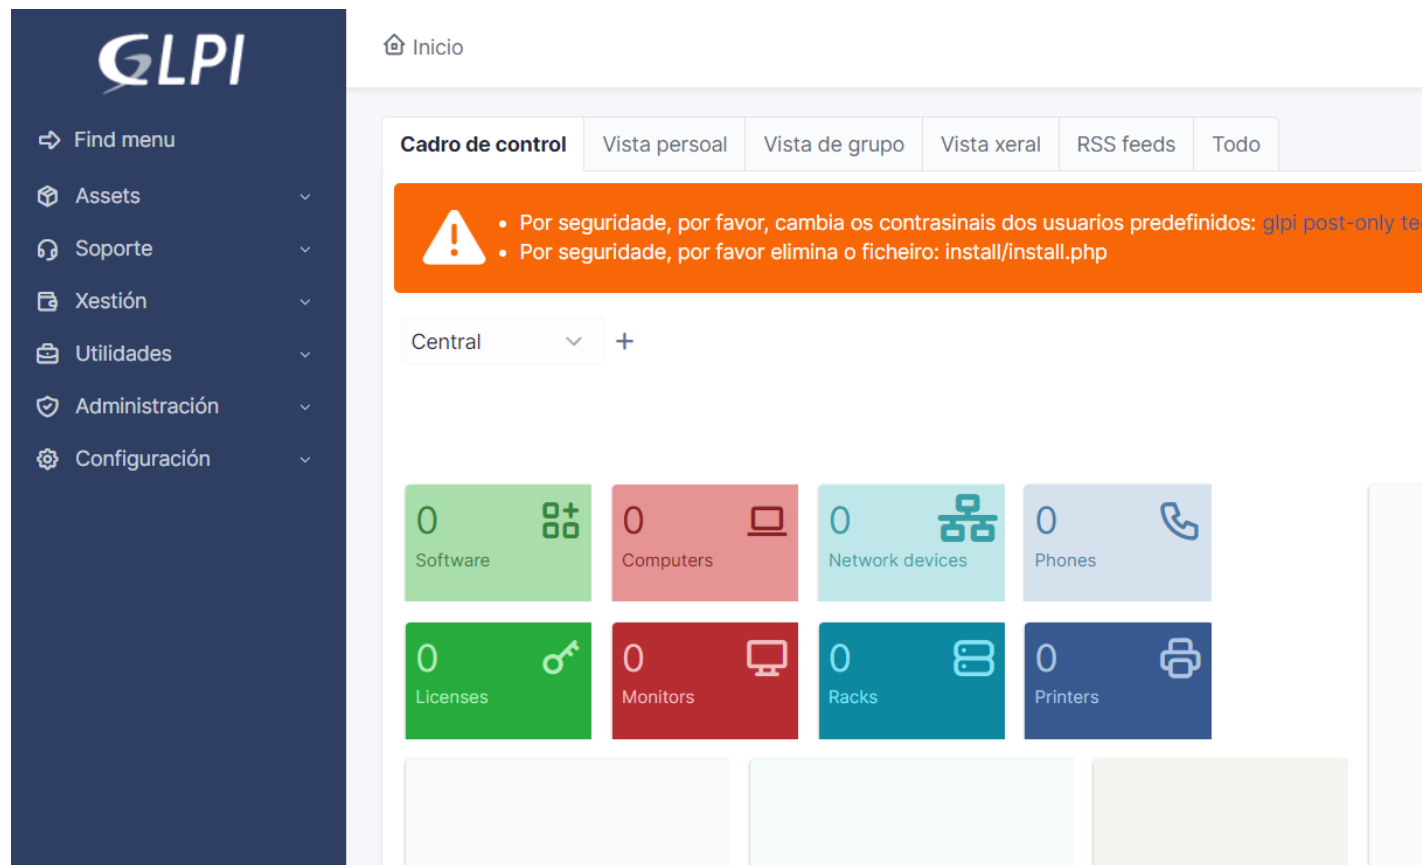 GLPI
Inicio
Find menu
Assets
Soporte
Xestión
Utilidades
Administración
Configuración
Cadro de control
Vista persoal
Vista de grupo
Vista xeral
RSS feeds
Todo
Por seguridade, por favor, cambia os contrasinais dos usuarios predefinidos: glpi post-only
Por seguridade, por favor elimina o ficheiro: install/install.php
Central
0
Software
0
Computers
0
Network devices
0
Phones
0
Licenses
0
Monitors
0
Racks
0
Printers